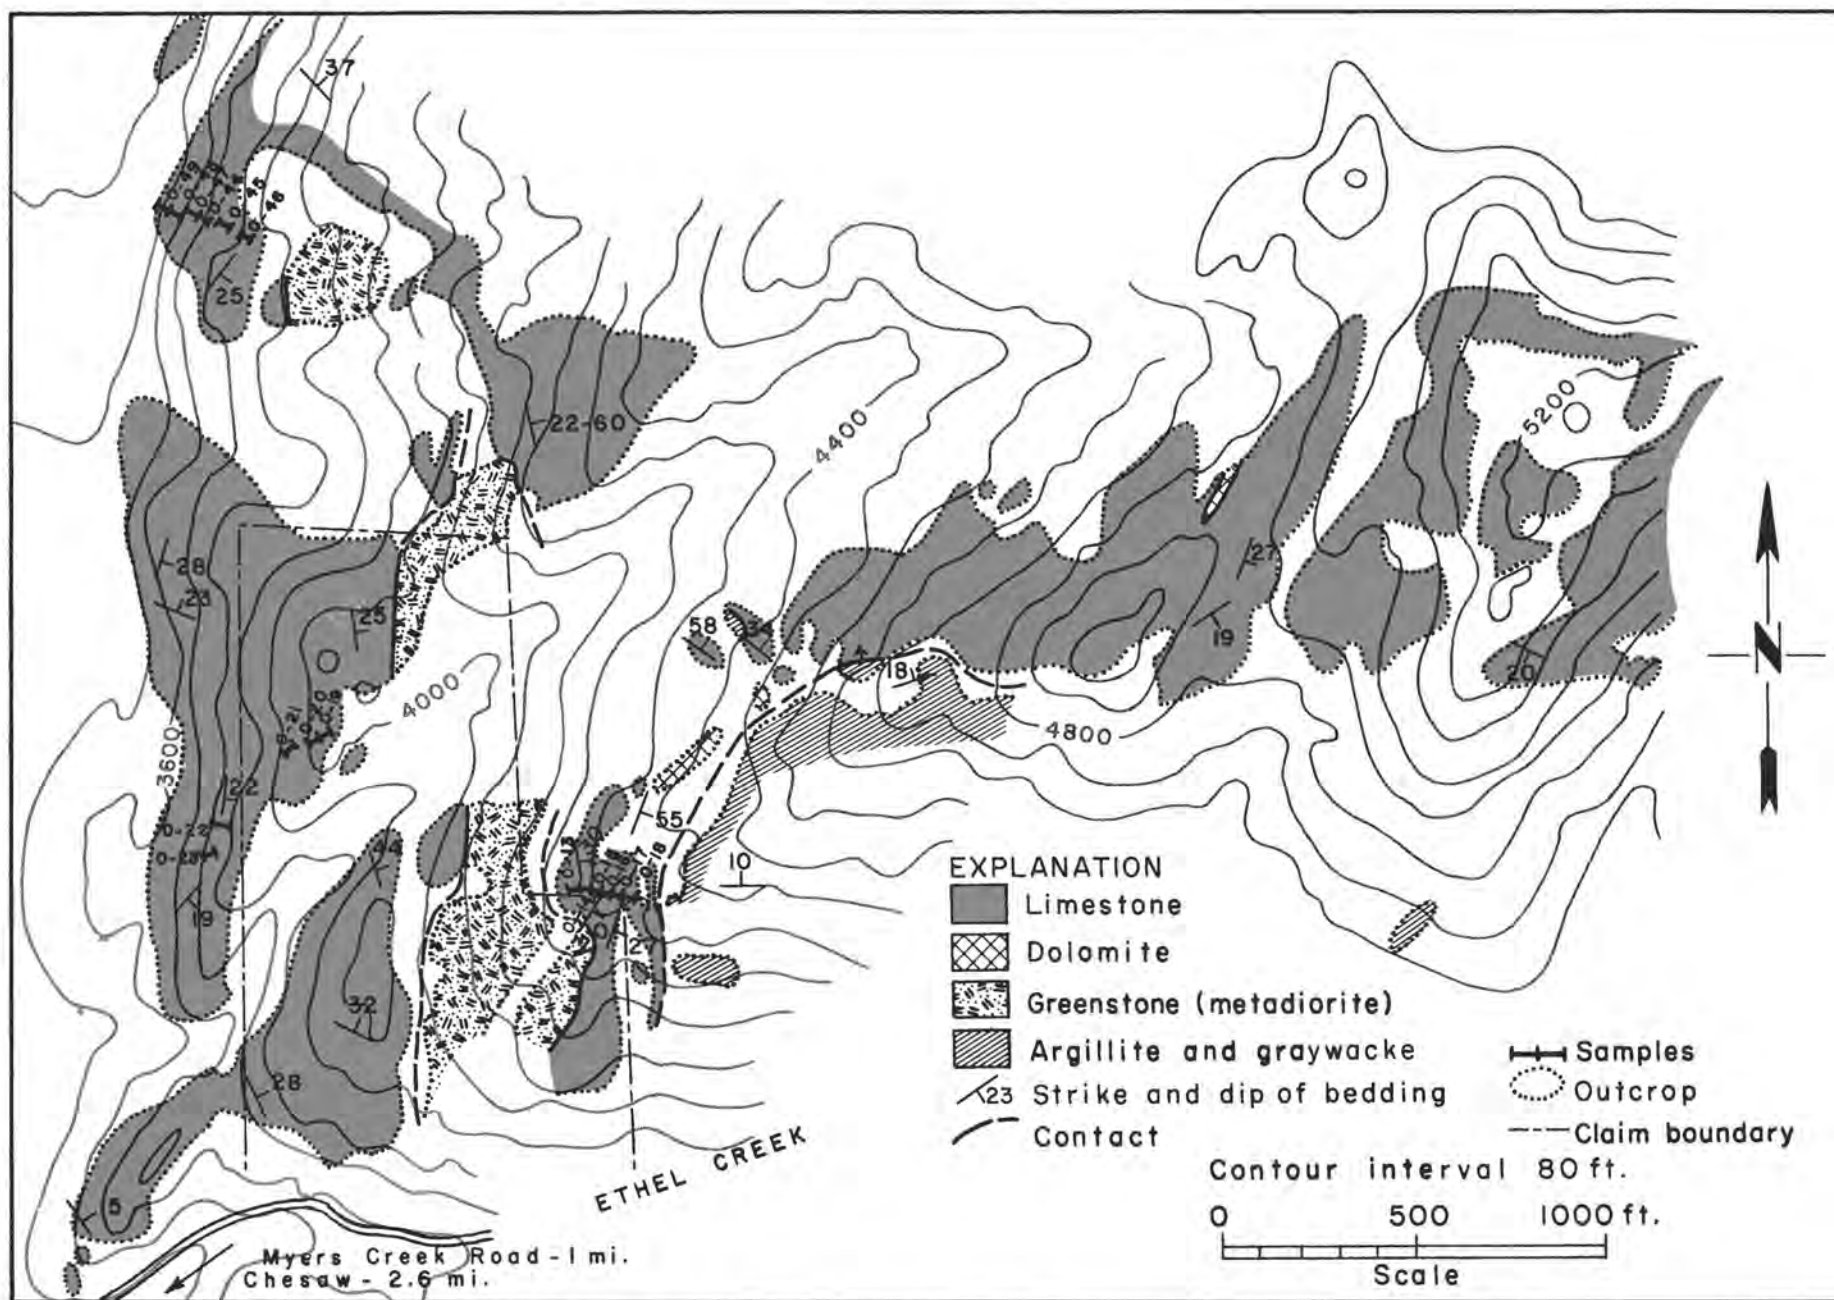 37
25
22-60
4400
5200
28
23
25
58
34
27
19
20
18
4000
4800
3600
22
O-22
55
10
44
19
32
28
5
27
ETHEL CREEK
Myers Creek Road - 1 mi.
Chesaw - 2.6 mi.
N
EXPLANATION
Limestone
Dolomite
Greenstone (metadiorite)
Argillite and graywacke
23 Strike and dip of bedding
Contact
Samples
Outcrop
Claim boundary
Contour interval 80 ft.
0 500 1000 ft.
Scale